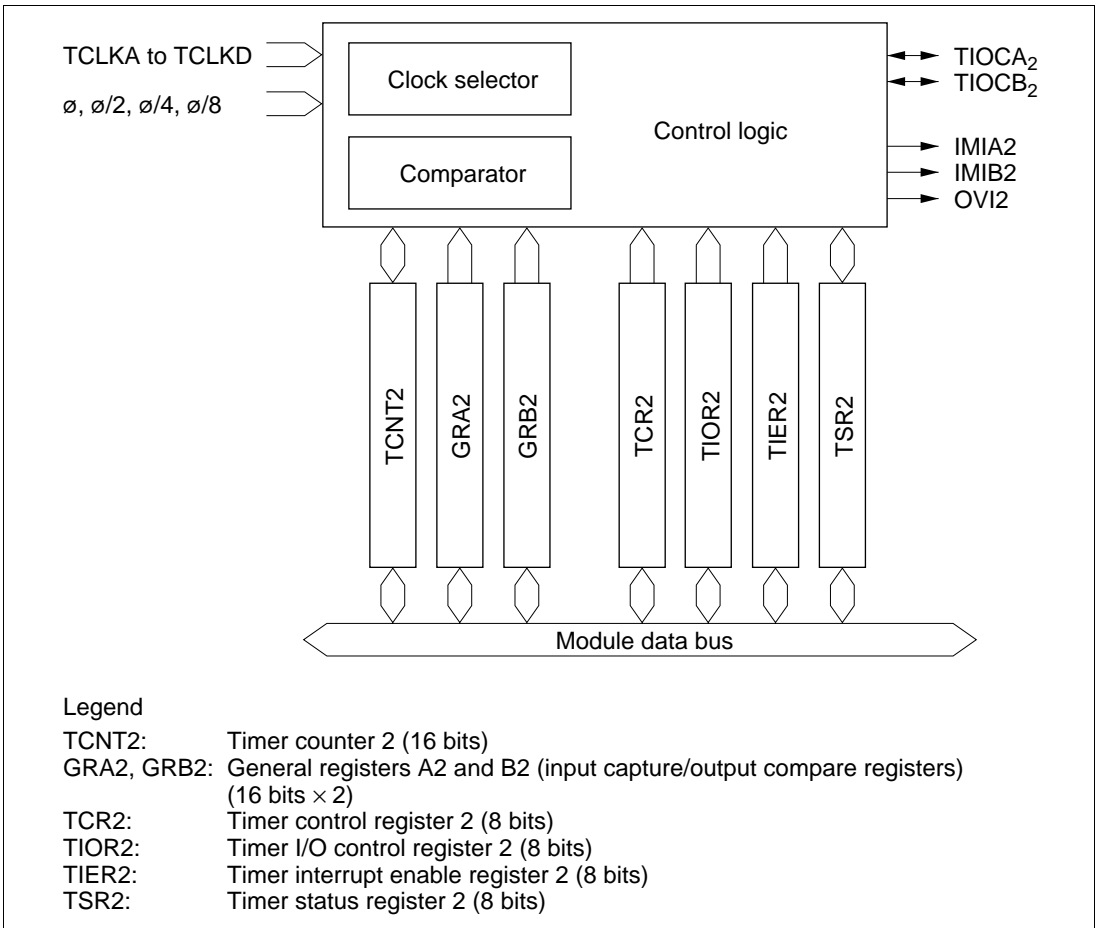 TCLKA to TCLKD
ø, ø/2, ø/4, ø/8
Clock selector
Comparator
Control logic
TIOCA2
TIOCB2
IMIA2
IMIB2
OVI2
TCNT2
GRA2
GRB2
TCR2
TIOR2
TIER2
TSR2
Module data bus
Legend
TCNT2: Timer counter 2 (16 bits)
GRA2, GRB2: General registers A2 and B2 (input capture/output compare registers)
(16 bits × 2)
TCR2: Timer control register 2 (8 bits)
TIOR2: Timer I/O control register 2 (8 bits)
TIER2: Timer interrupt enable register 2 (8 bits)
TSR2: Timer status register 2 (8 bits)